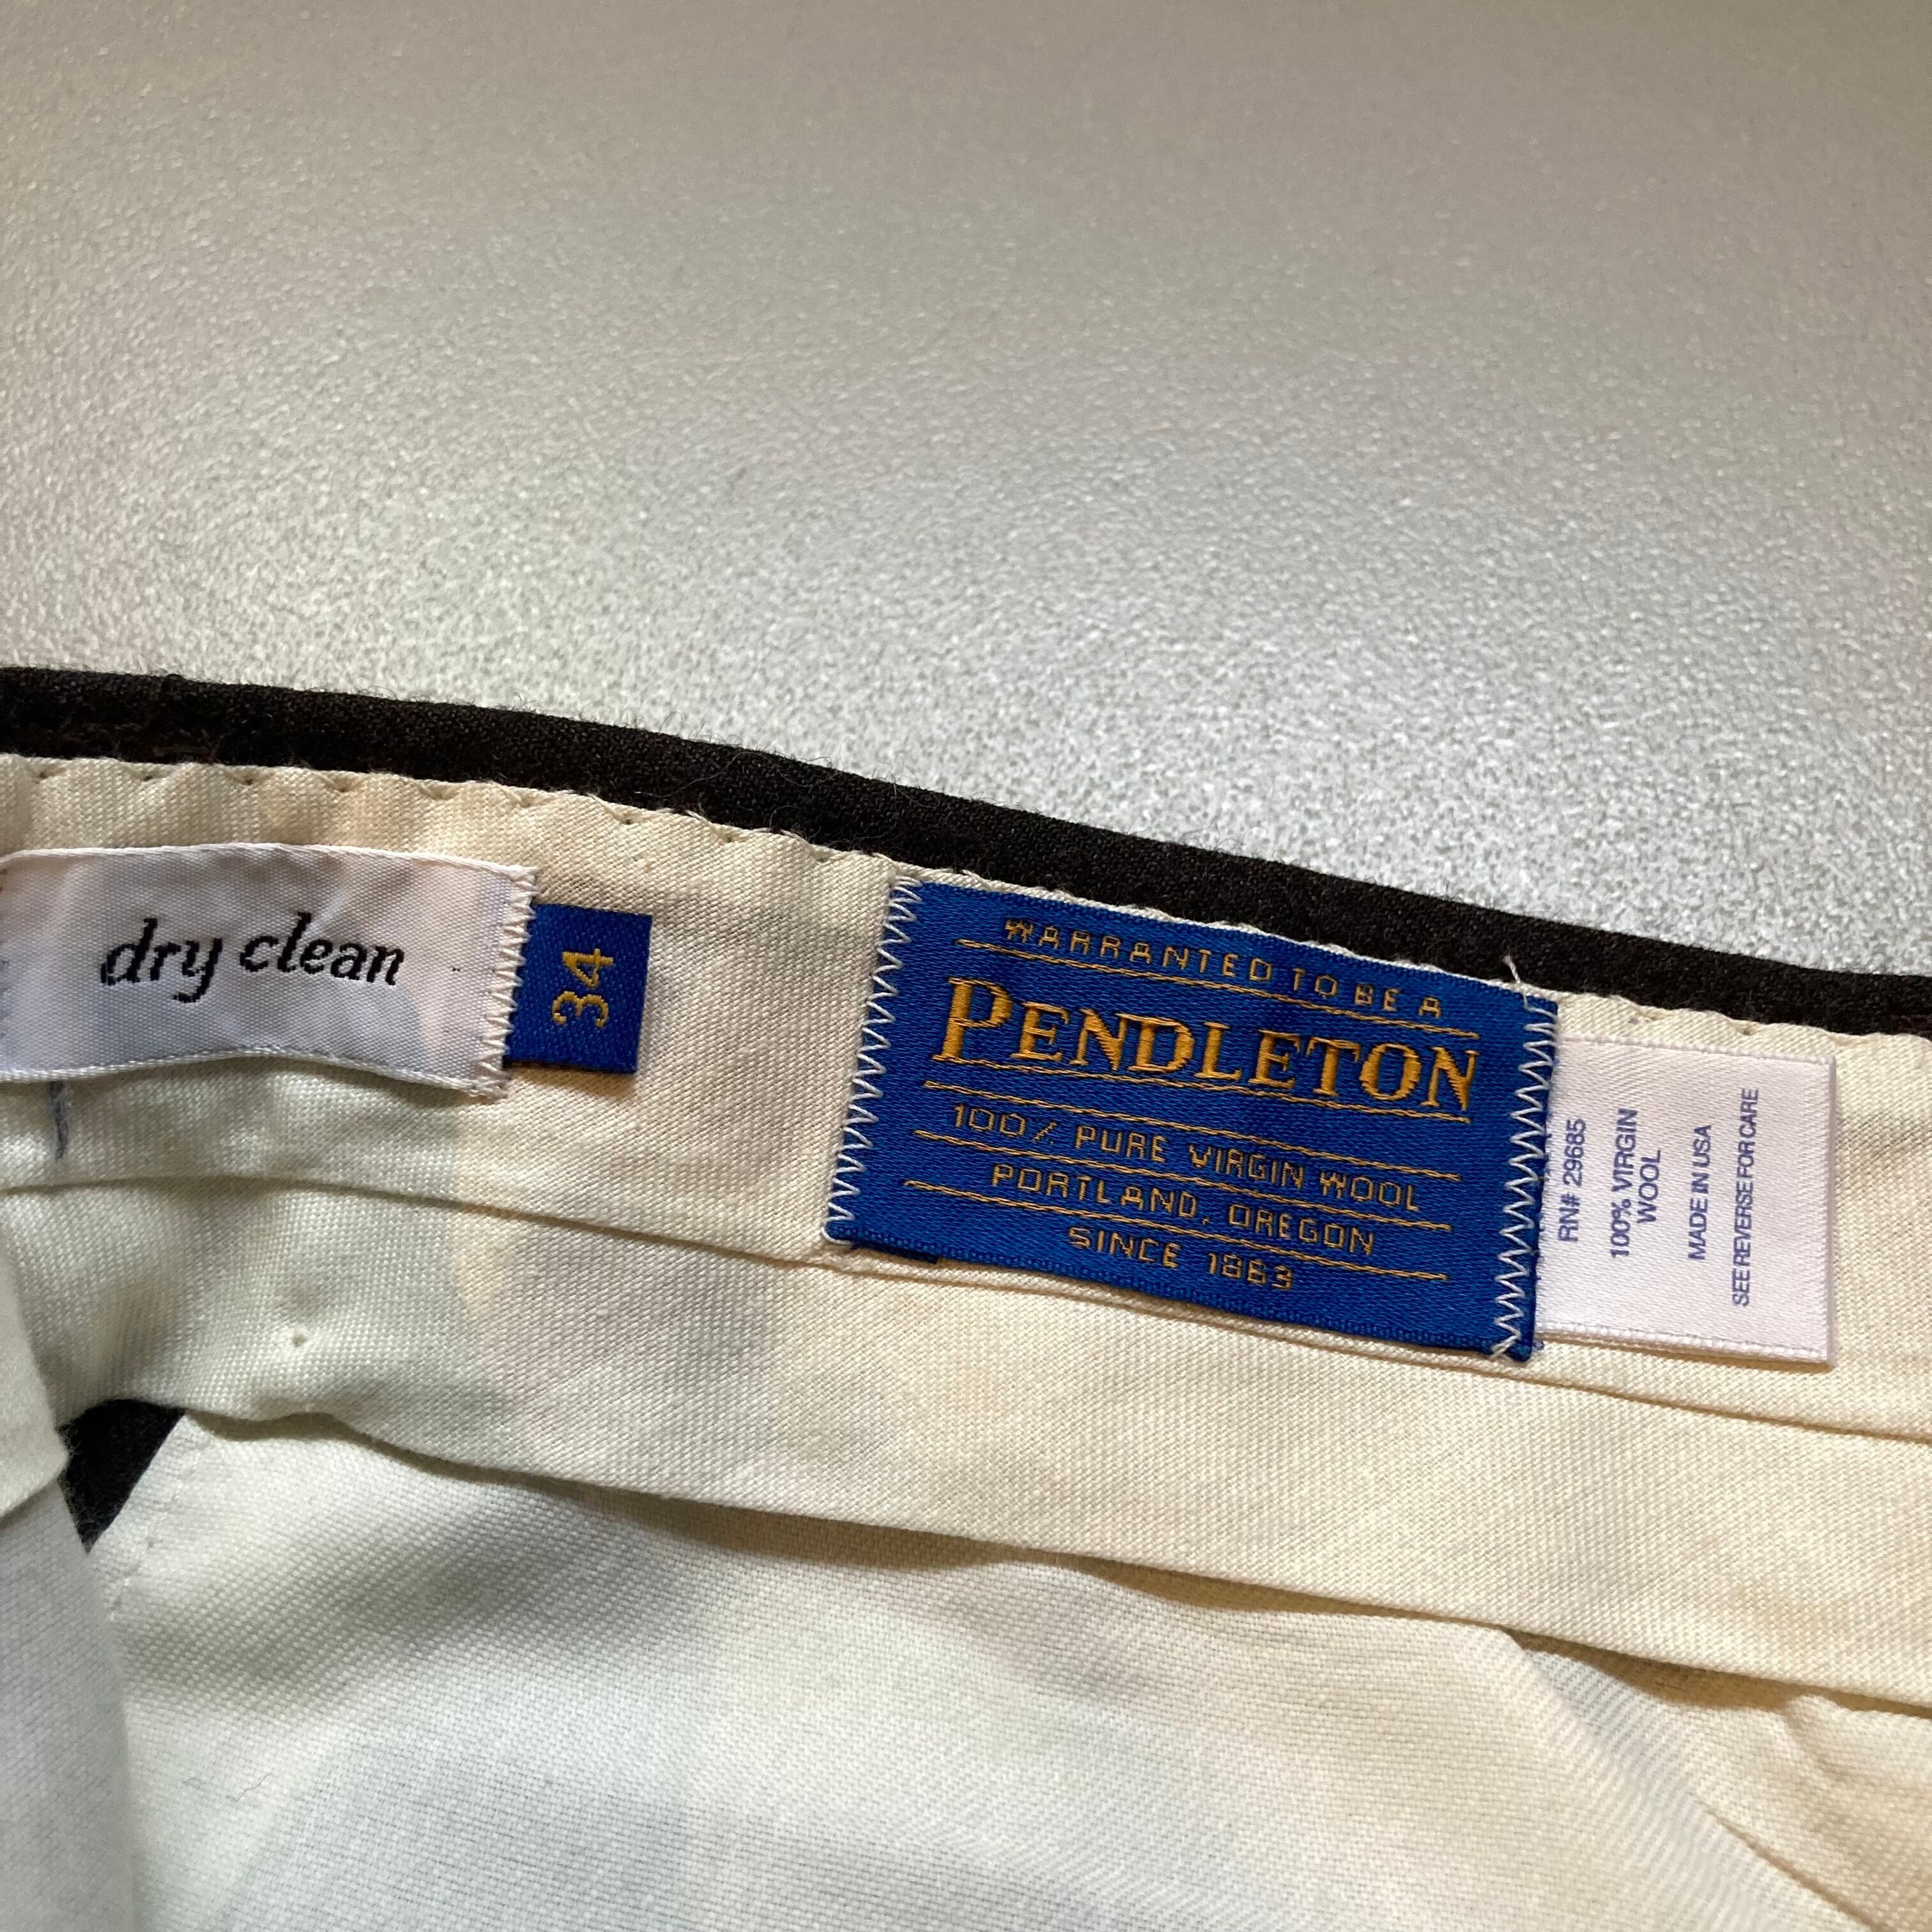 dry clean
34
WARRANTED TO BE A
PENDLETON
100% PURE VIRGIN WOOL
PORTLAND, OREGON
SINCE 1863
RN# 29685
100% VIRGIN
WOOL
MADE IN USA
SEE REVERSE FOR CARE